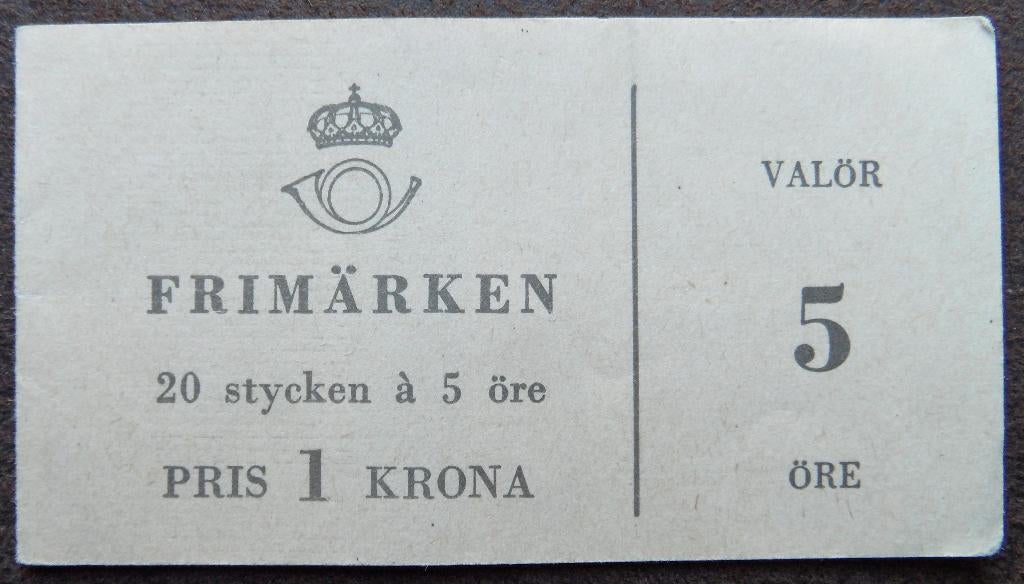 FRIMÄRKEN
20 stycken à 5 öre
PRIS 1 KRONA
VALÖR
5
ÖRE